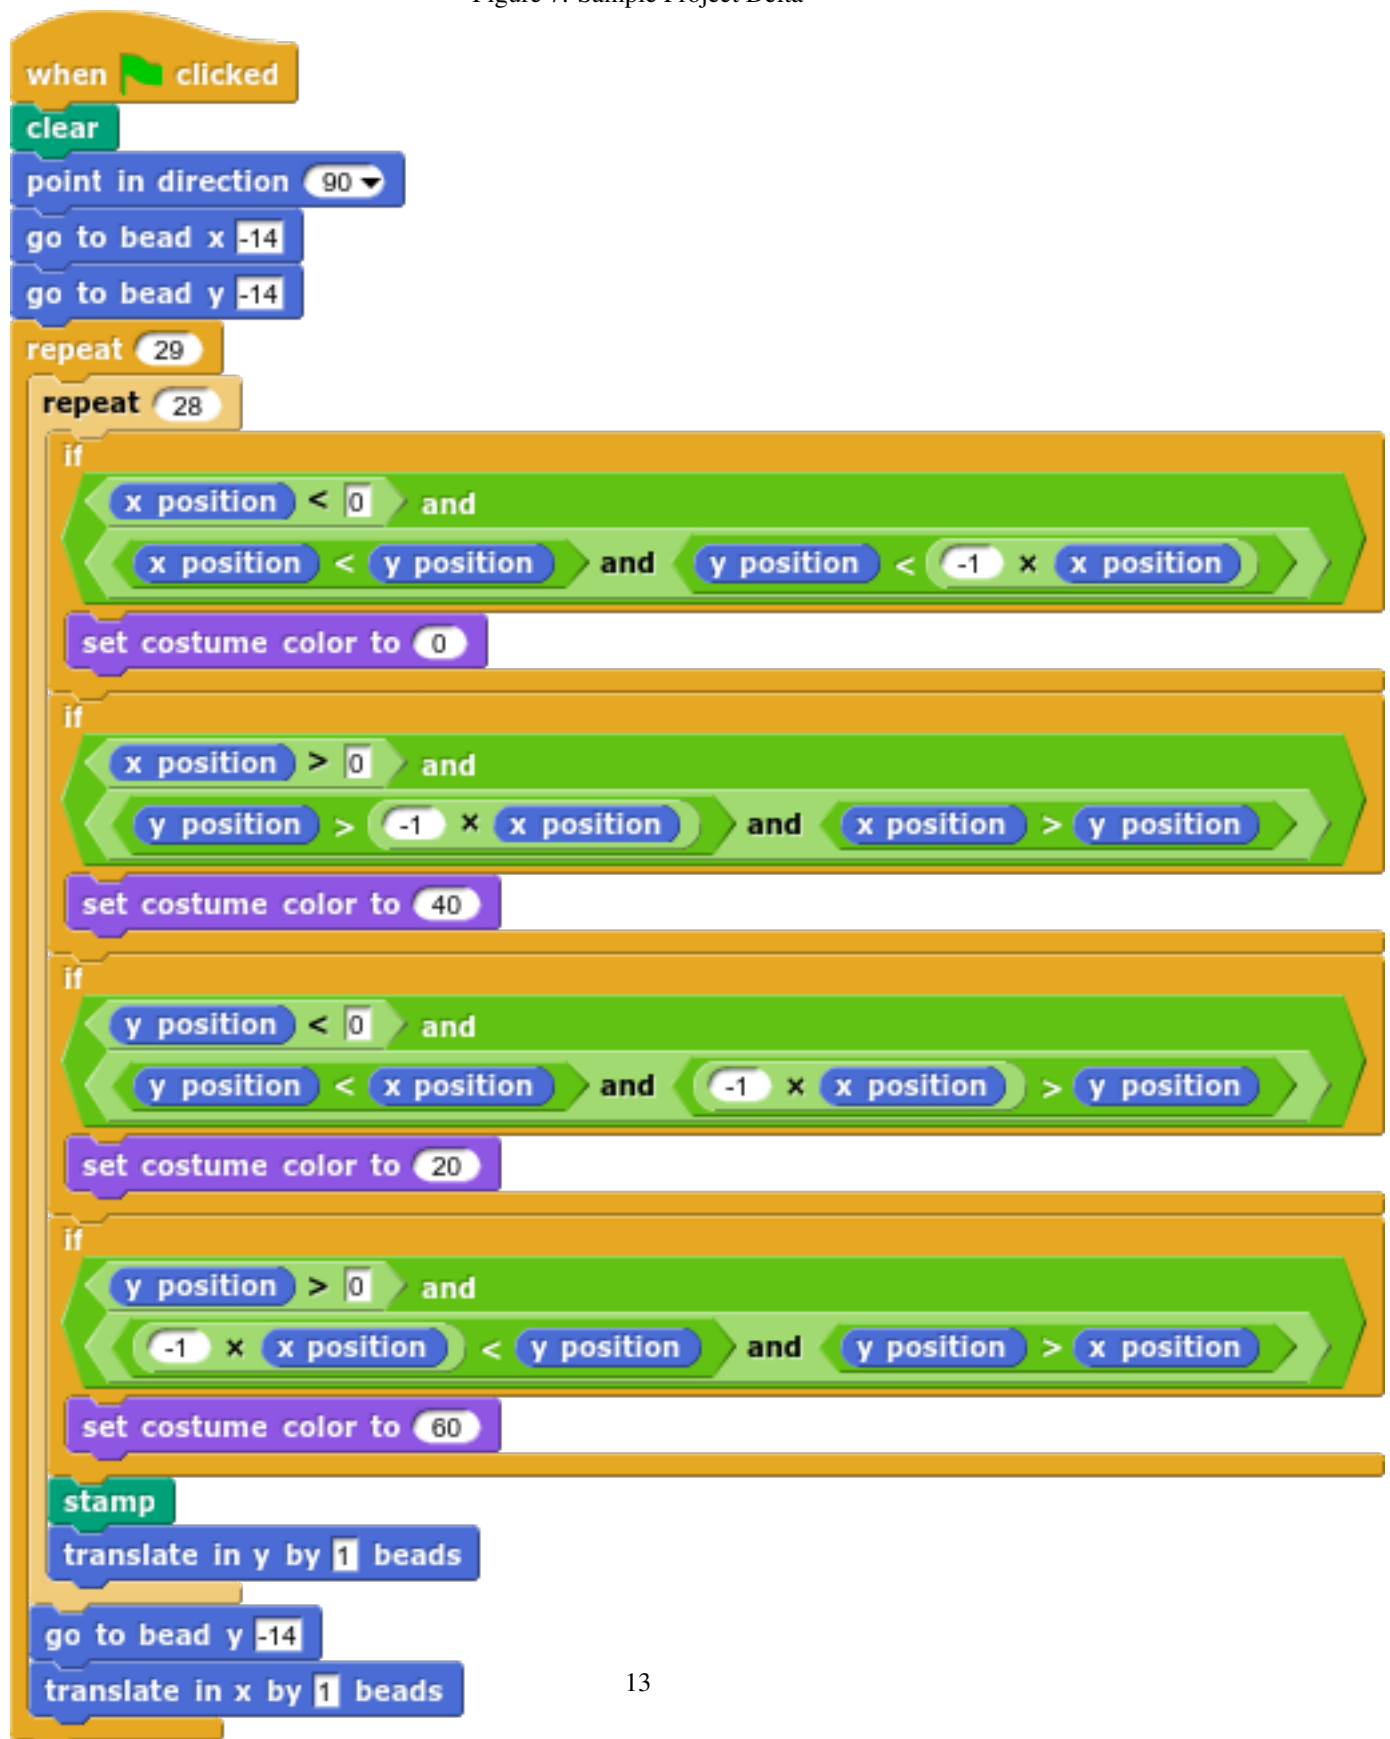 Figure 7: Sample Project Delta
when clicked
clear
point in direction 90
go to bead x -14
go to bead y -14
repeat 29
repeat 28
if
x position < 0 and
x position < y position and y position < -1 × x position
set costume color to 0
if
x position > 0 and
y position > -1 × x position and x position > y position
set costume color to 40
if
y position < 0 and
y position < x position and -1 × x position > y position
set costume color to 20
if
y position > 0 and
-1 × x position < y position and y position > x position
set costume color to 60
stamp
translate in y by 1 beads
go to bead y -14
translate in x by 1 beads
13